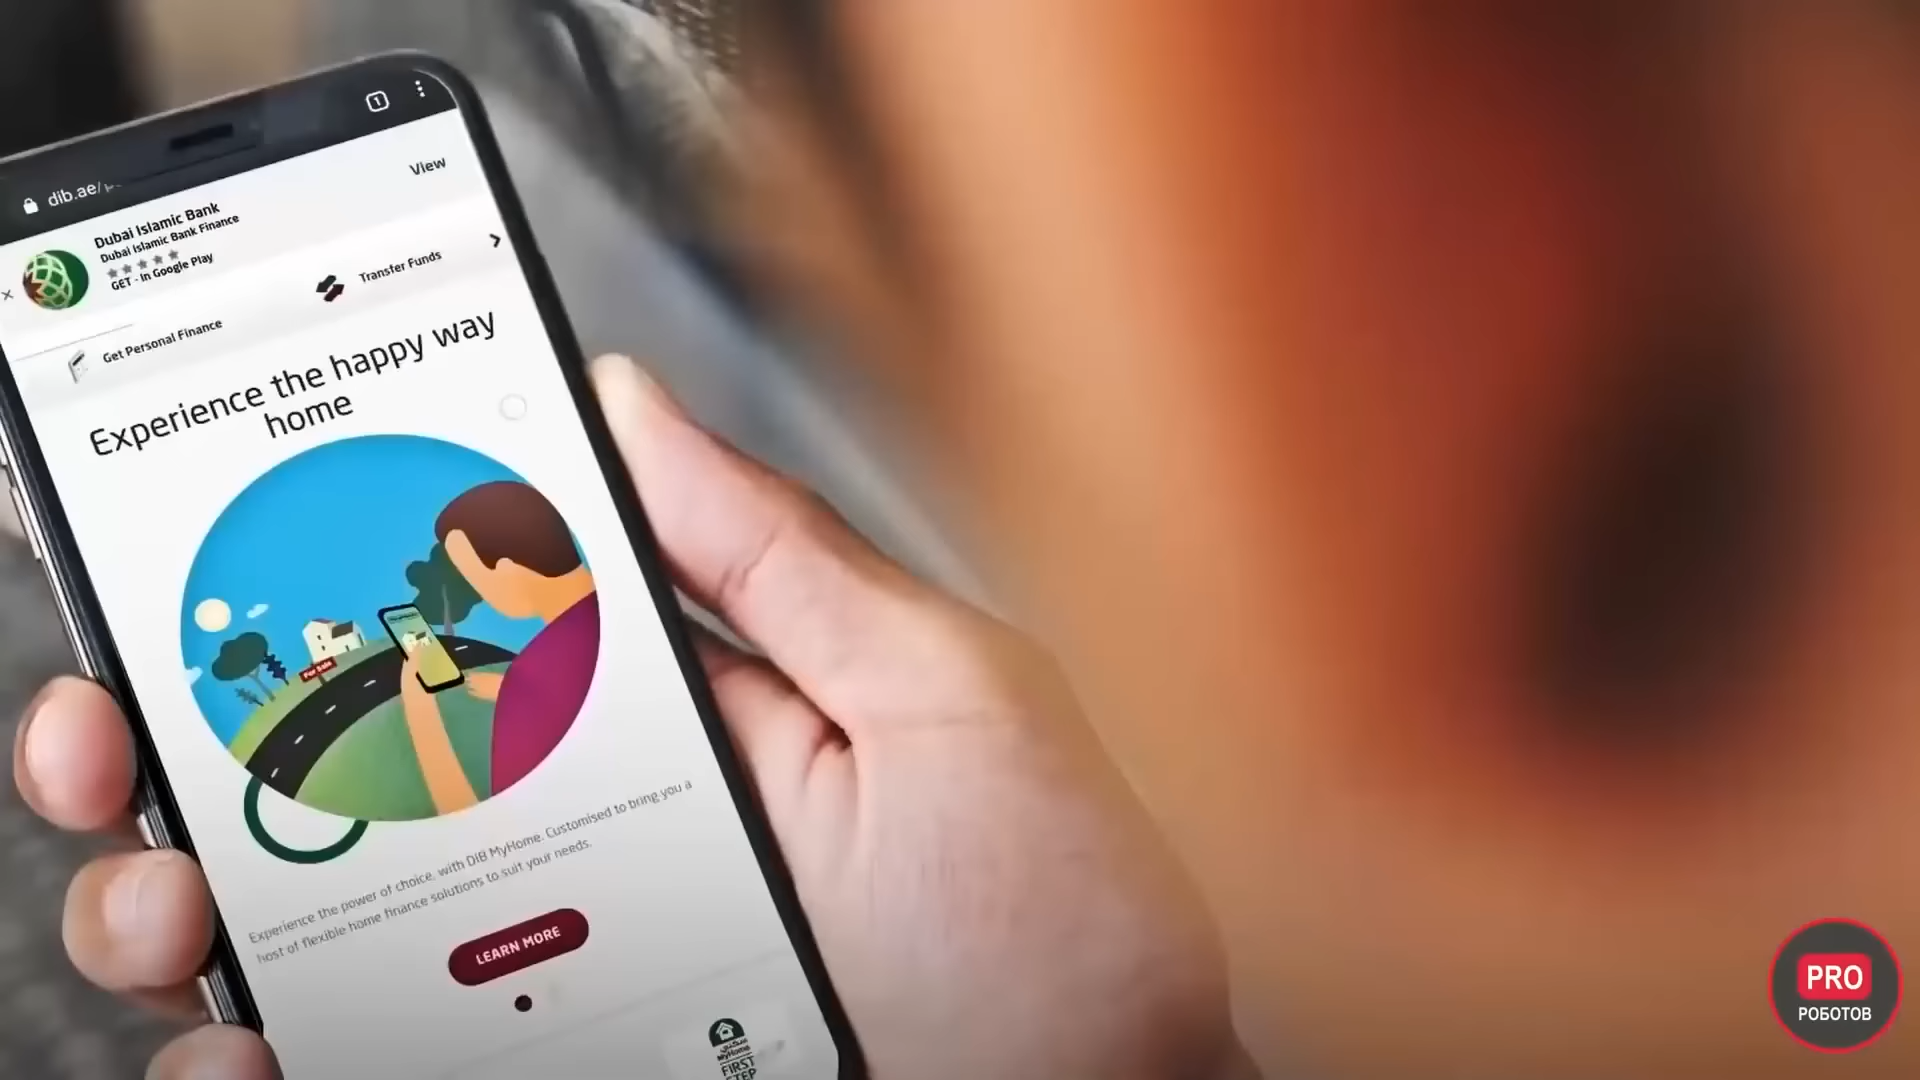 1
dib.ae/
View
Dubai Islamic Bank
Dubai Islamic Bank Finance
GET - In Google Play
Transfer Funds
Get Personal Finance
Experience the happy way
home
For Sale
Experience the power of choice, with DIB MyHome. Customised to bring you a
host of flexible home finance solutions to suit your needs.
LEARN MORE
MyHome
FIRST
STEP
PRO
РОБОТОВ